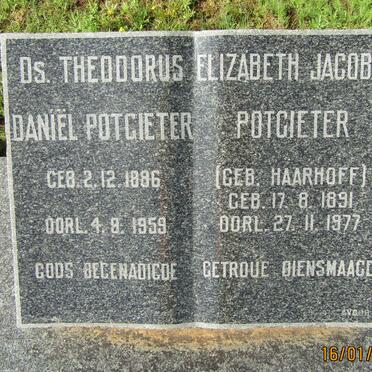 Ds. THEODORUS
DANIËL POTGIETER
GEB. 2. 12. 1886
OORL. 4. 8. 1959
GODS BEGENADIGDE
ELIZABETH JACOB
POTGIETER
(GEB. HAARHOFF)
GEB. 17. 8. 1891
OORL. 27. 11. 1977
GETROUE DIENSMAAGD
16/01/